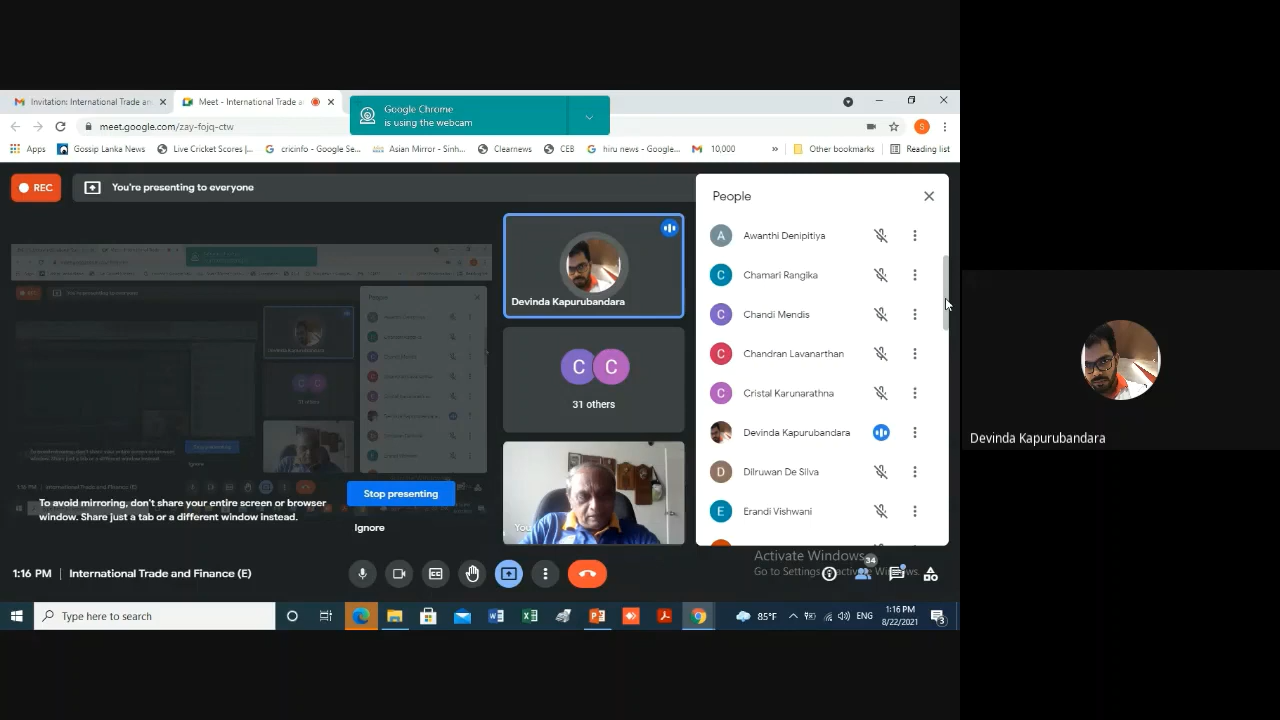 Invitation: International Trade an
Meet - International Trade a
Google Chrome
is using the webcam
meet.google.com/zay-fojq-ctw
S
Apps
Gossip Lanka News
Live Cricket Scores |...
cricinfo - Google Se...
Asian Mirror - Sinh...
Clearnews
CEB
hiru news - Google...
10,000
»
Other bookmarks
Reading list
REC
You're presenting to everyone
People
A
Awanthi Denipitiya
C
Chamari Rangika
C
Chandi Mendis
C
Chandran Lavanarthan
C
Cristal Karunarathna
Devinda Kapurubandara
D
Dilruwan De Silva
E
Erandi Vishwani
Devinda Kapurubandara
C C
31 others
You
To avoid mirroring, don't share your entire screen or browser
window. Share just a tab or a different window instead.
Stop presenting
Ignore
Activate Windows
Go to Settings
34
1:16 PM | International Trade and Finance (E)
Type here to search
85°F
ENG
1:16 PM
8/22/2021
3
Devinda Kapurubandara